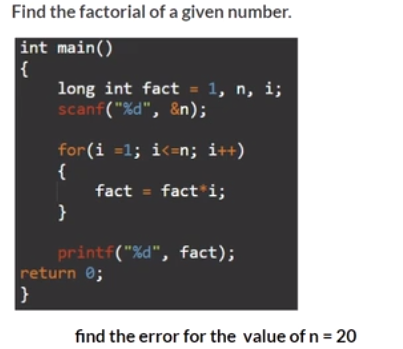 Find the factorial of a given number.
int main()
{
long int fact = 1, n, i;
scanf("%d", &n);
for(i =1; i<=n; i++)
{
fact = fact*i;
}
printf("%d", fact);
return 0;
}
find the error for the value of n = 20